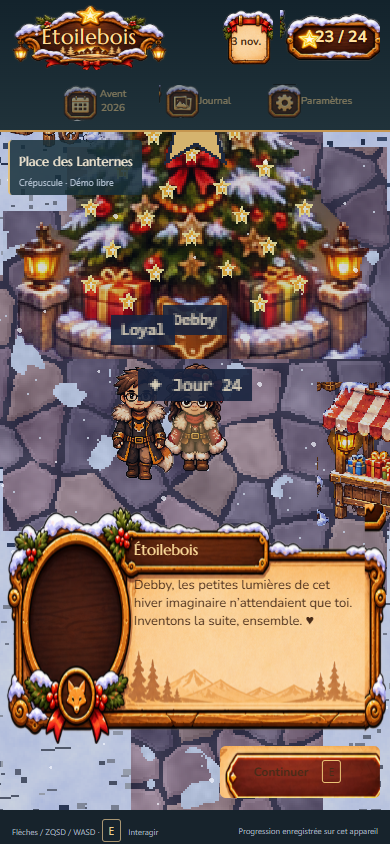 Étoilebois
3 nov.
23 / 24
Avent
2026
Journal
Paramètres
Place des Lanternes
Crépuscule · Démo libre
Debby
Loyal
✦ Jour 24
Étoilebois
Debby, les petites lumières de cet
hiver imaginaire n'attendaient que toi.
Inventons la suite, ensemble. ♥
Continuer
Flèches / ZQSD / WASD · E Interagir
Progression enregistrée sur cet appareil